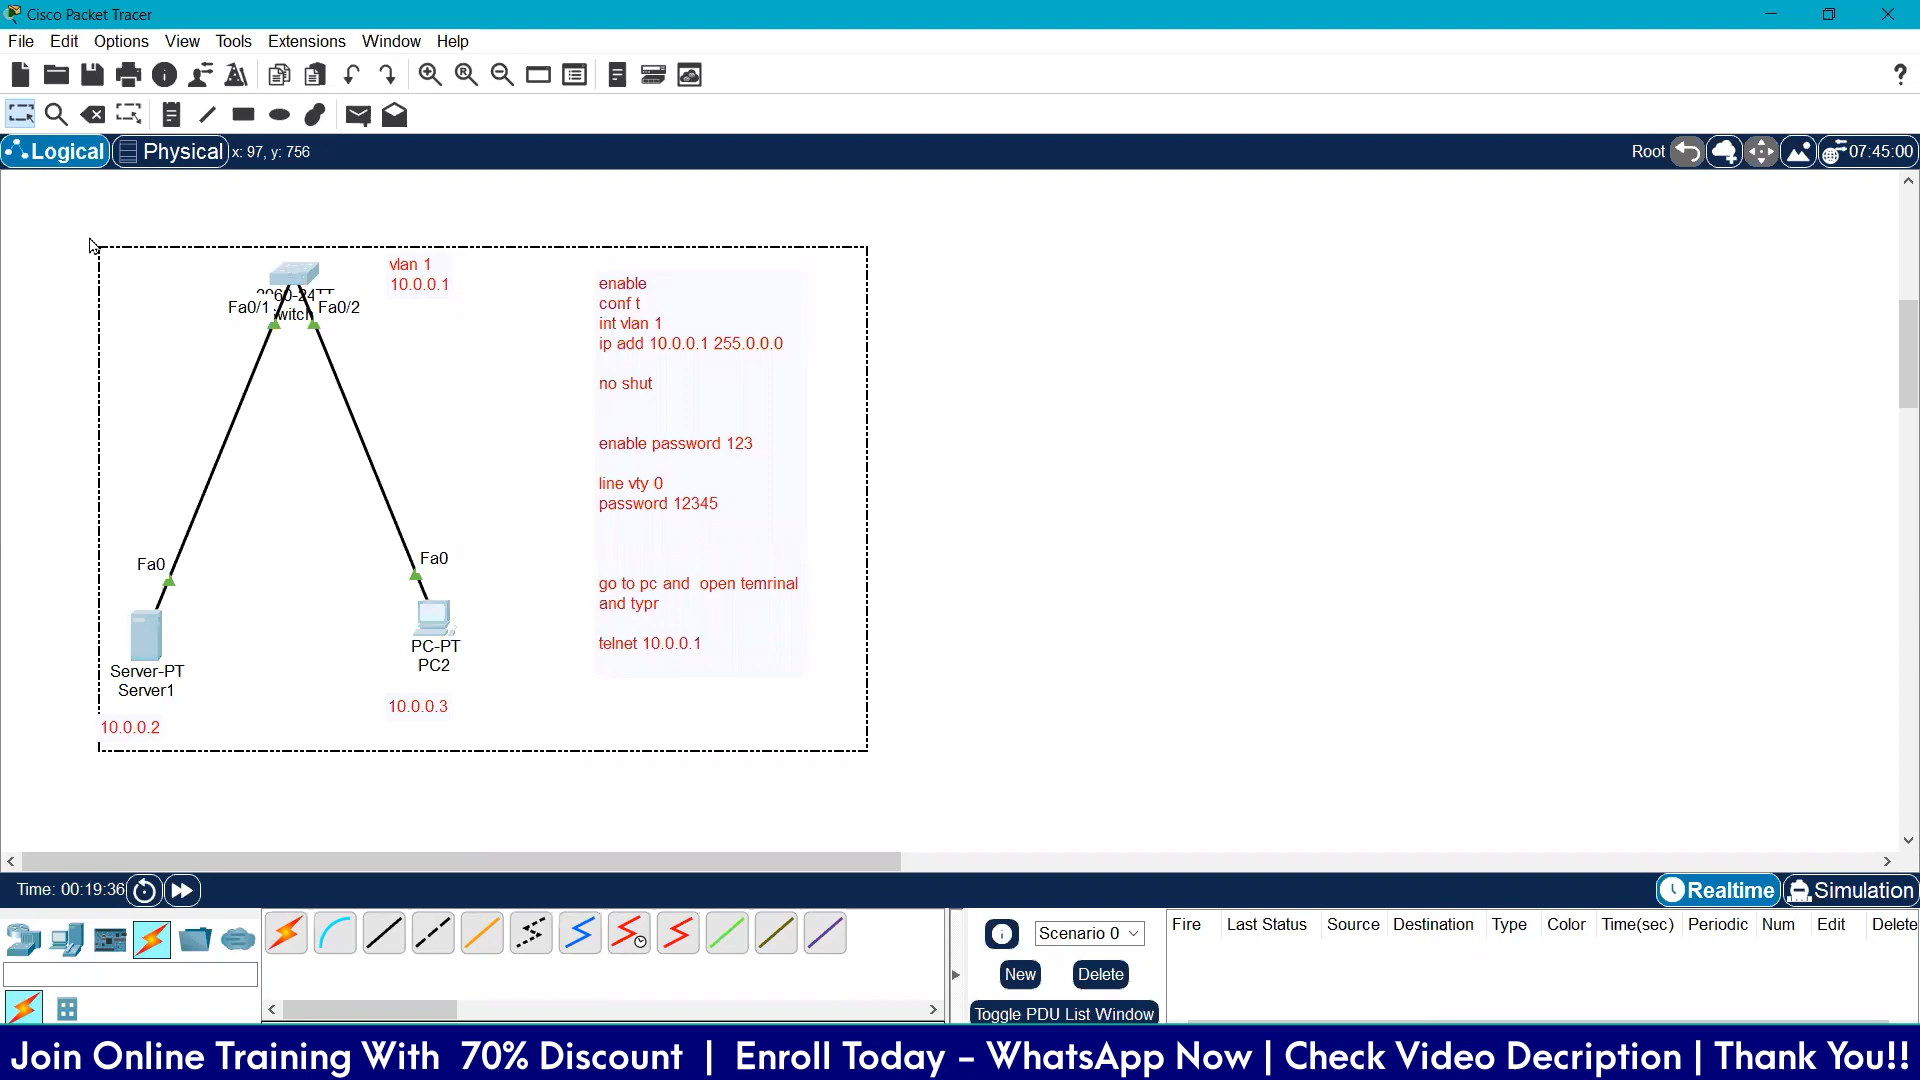 Cisco Packet Tracer
File Edit Options View Tools Extensions Window Help
?
Logical Physical x: 97, y: 756 Root 07:45:00
vlan 1
10.0.0.1
Fa0/1 Fa0/2
enable
conf t
int vlan 1
ip add 10.0.0.1 255.0.0.0
no shut
enable password 123
line vty 0
password 12345
go to pc and open temrinal
and typr
telnet 10.0.0.1
Fa0
Server-PT
Server1
10.0.0.2
Fa0
PC-PT
PC2
10.0.0.3
Time: 00:19:36 Realtime Simulation
Scenario 0
New Delete
Toggle PDU List Window
Fire Last Status Source Destination Type Color Time(sec) Periodic Num Edit Delete
Join Online Training With 70% Discount | Enroll Today – WhatsApp Now | Check Video Decription | Thank You!!